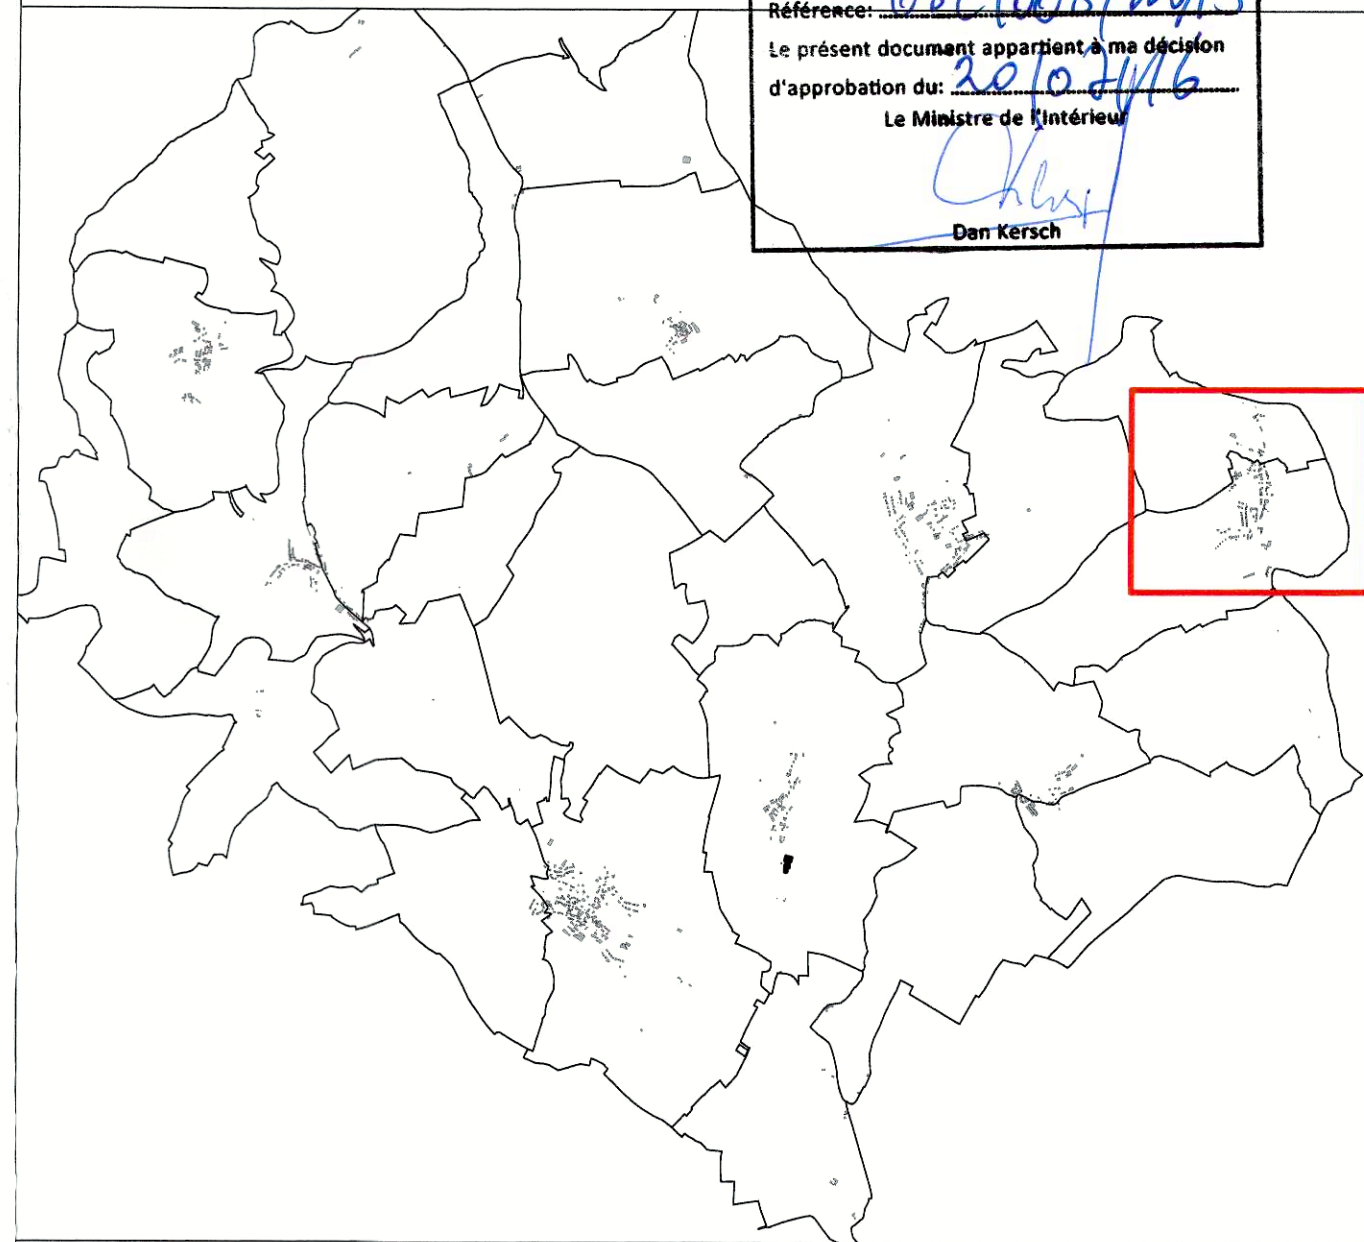 Référence:
Le présent document appartient à ma décision
d'approbation du: 20/07/16
Le Ministre de l'Intérieur
Dan Kersch